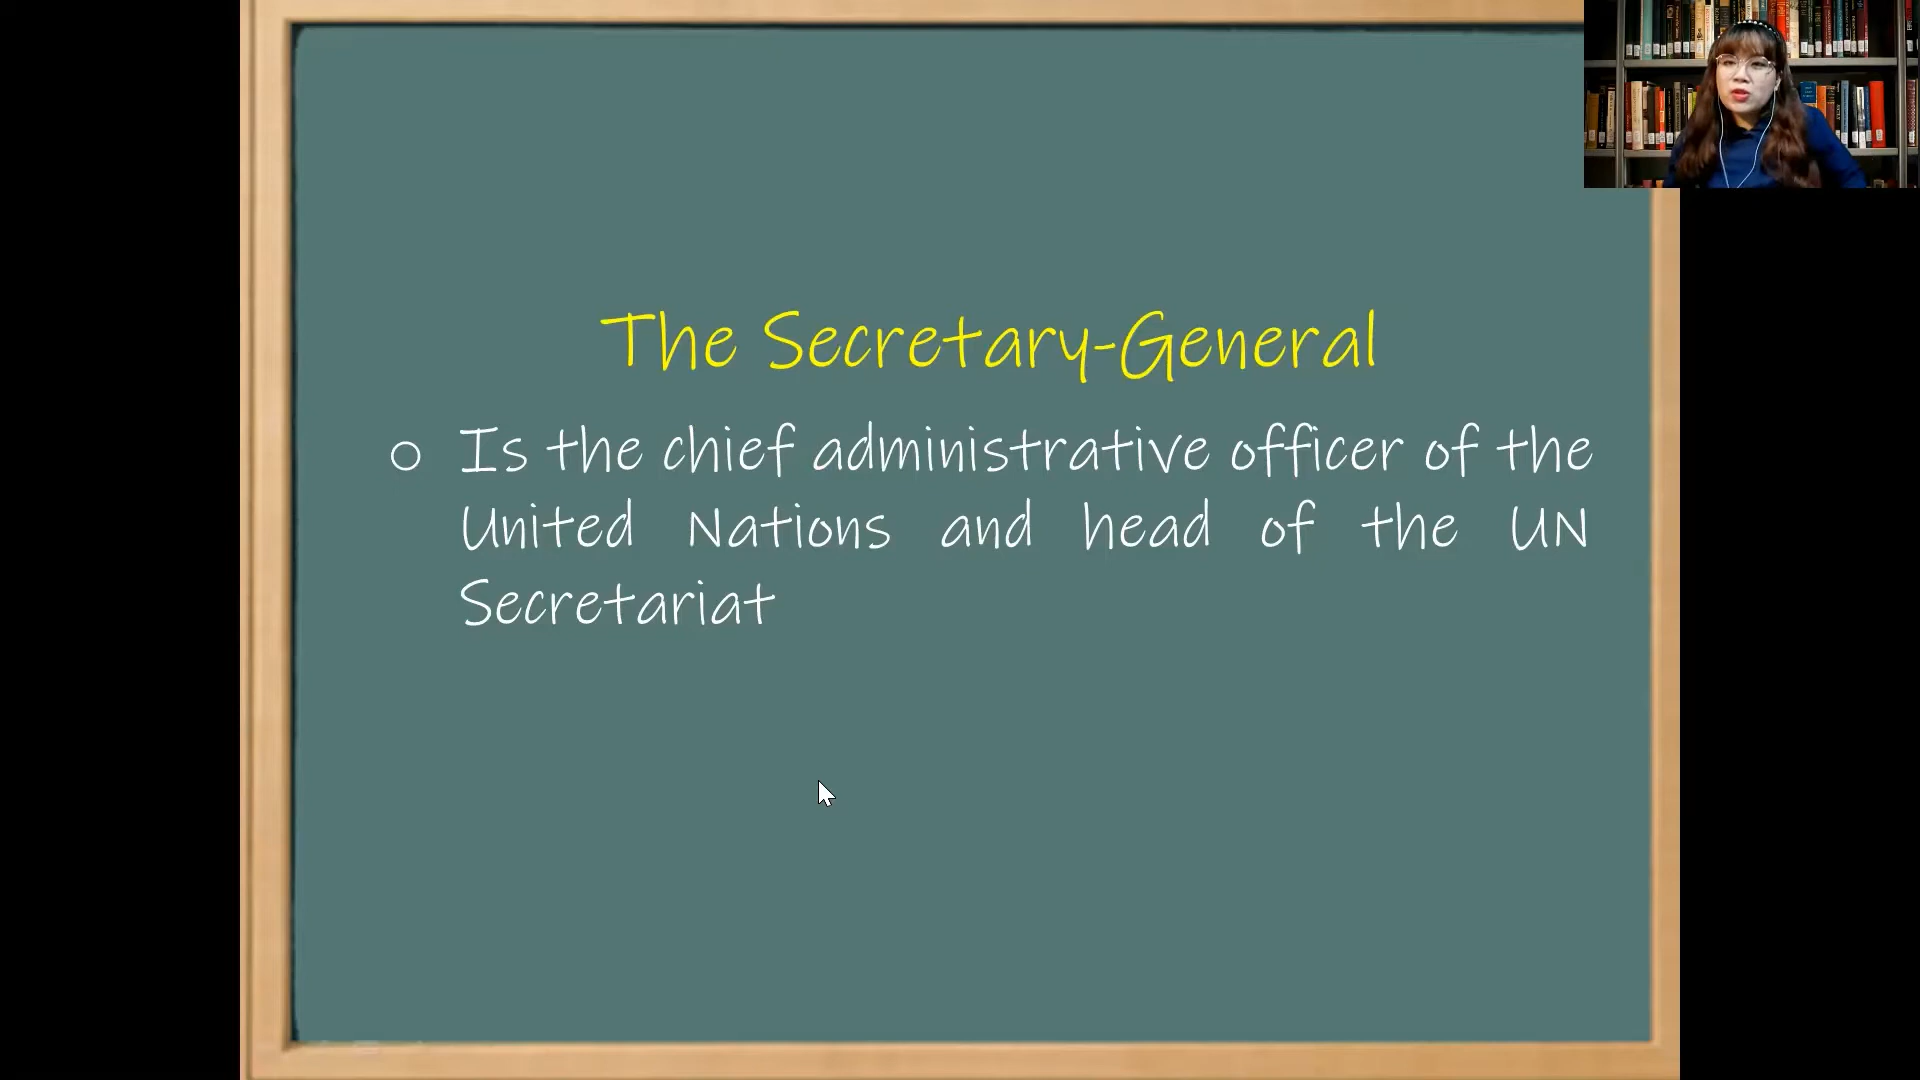 The Secretary-General
○ Is the chief administrative officer of the
United Nations and head of the UN
Secretariat